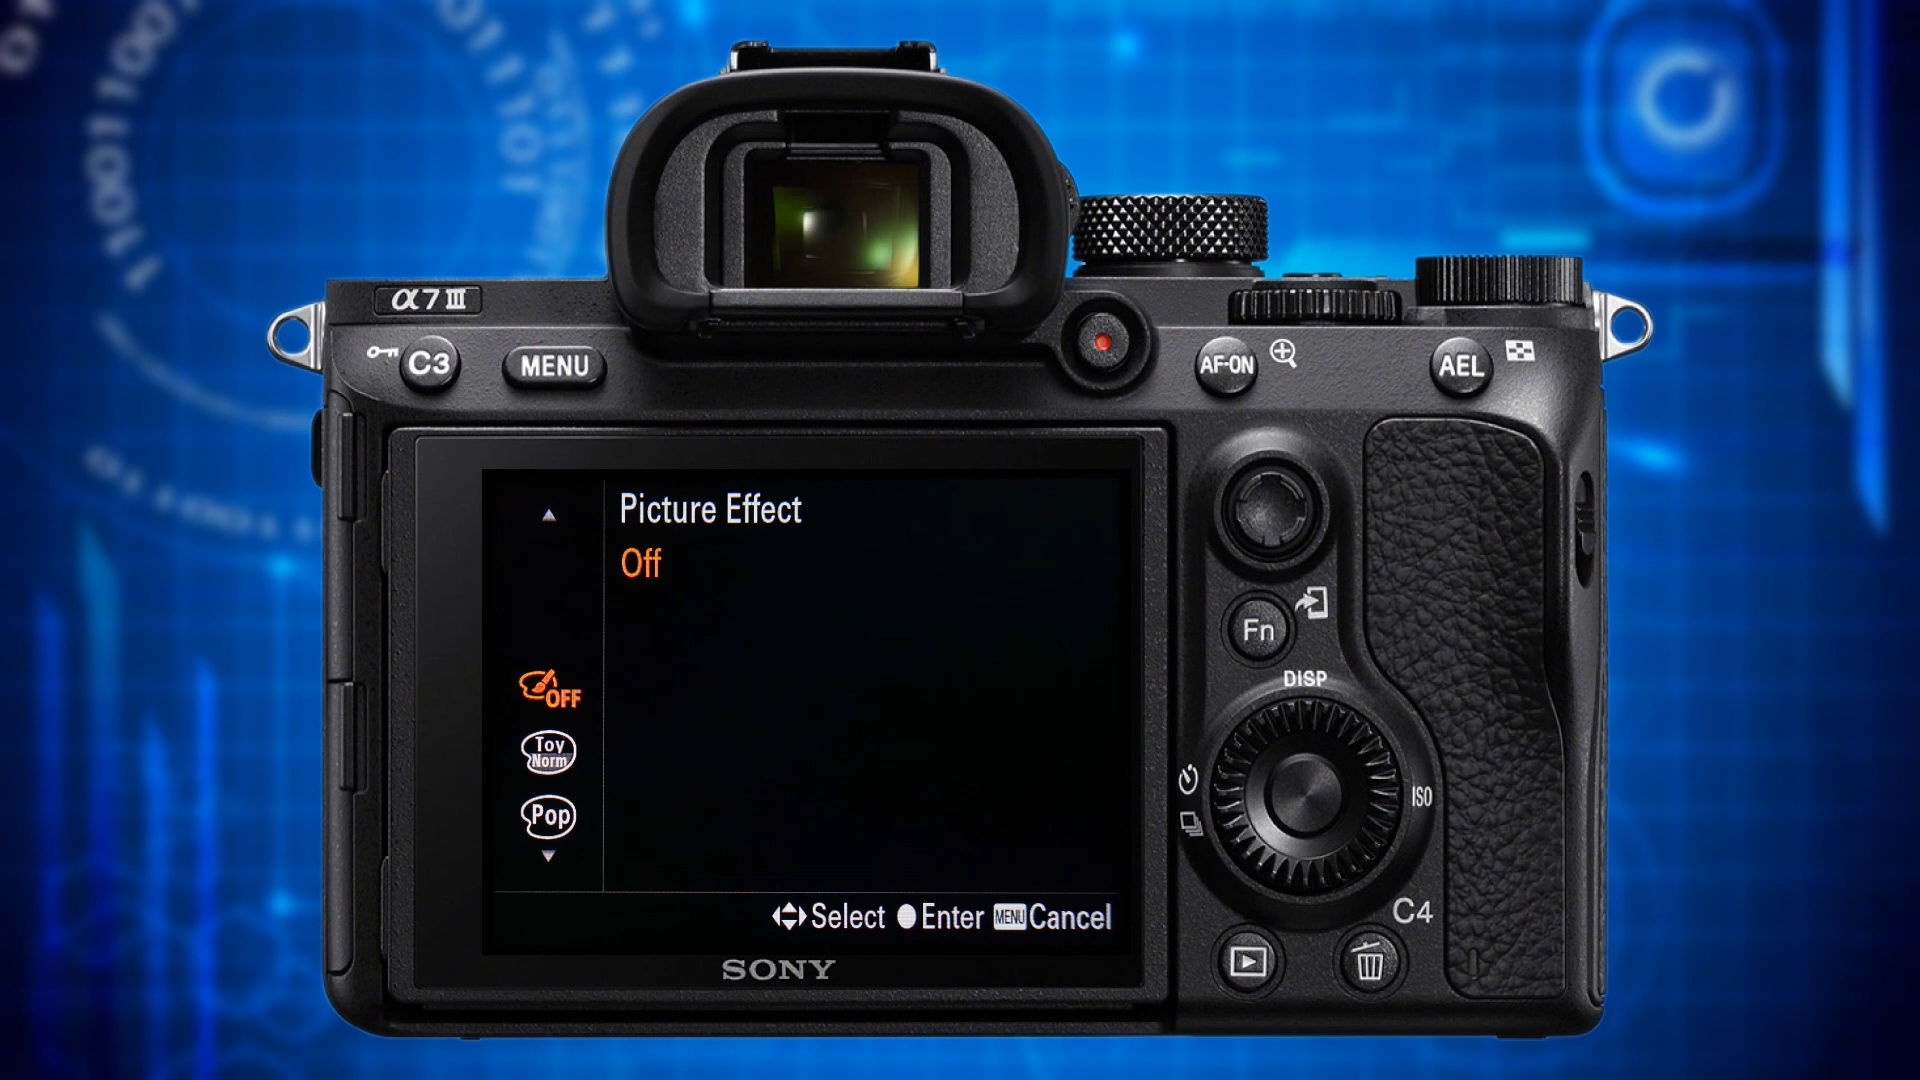 α7 III
C3
MENU
AF-ON
AEL
Picture Effect
Off
OFF
Toy
Norm
Pop
Select Enter MENU Cancel
SONY
Fn
DISP
ISO
C4